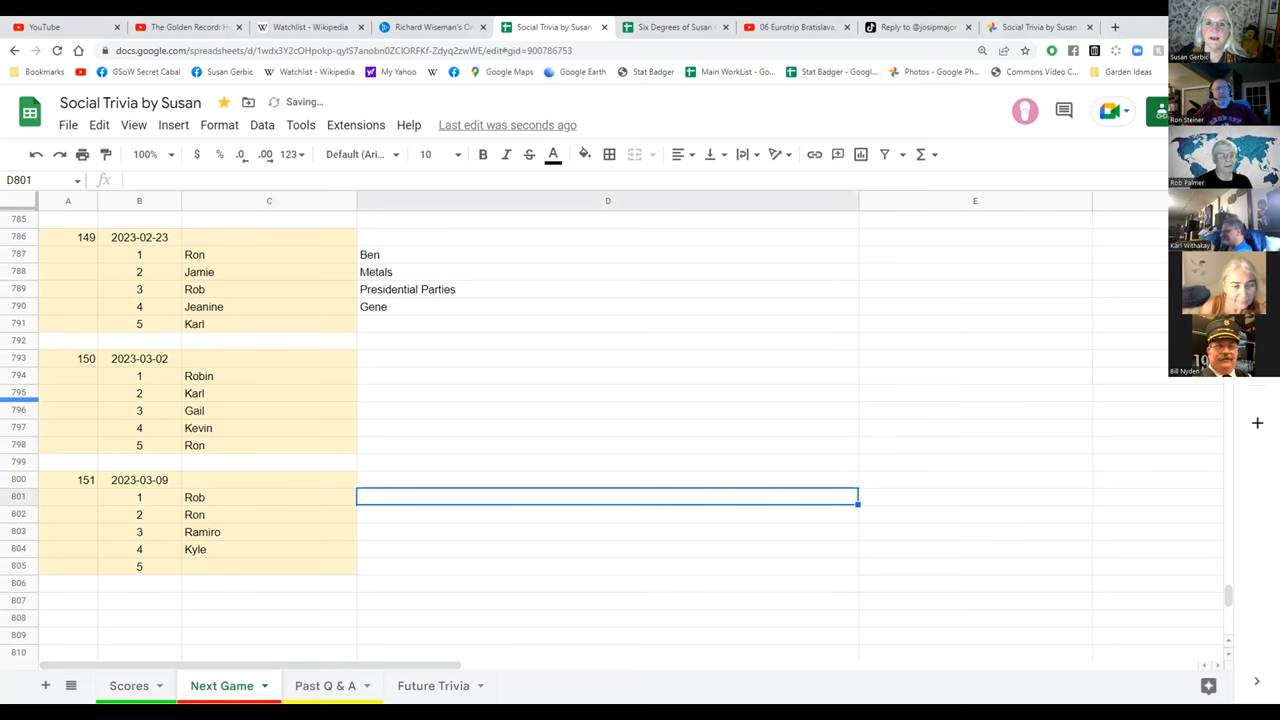 YouTube
The Golden Record: H
Watchlist - Wikipedia
Richard Wiseman's O
Social Trivia by Susan
Six Degrees of Susan
06 Eurotrip Bratislava,
Reply to @josipmajor
Social Trivia by Susan
docs.google.com/spreadsheets/d/1wdx3Y2cOHpokp-qylS7anobn0ZClORFKf-Zdyq2zwWE/edit#gid=900786753
Bookmarks
GSoW Secret Cabal
Susan Gerbic
Watchlist - Wikipedia
My Yahoo
Google Maps
Google Earth
Stat Badger
Main WorkList - Go...
Stat Badger - Googl...
Photos - Google Ph...
Commons Video C...
Garden Ideas
Social Trivia by Susan
Saving...
File Edit View Insert Format Data Tools Extensions Help Last edit was seconds ago
100% $ % .0 .00 123 Default (Ari... 10 B I S A
D801 fx
A B C D E
785
786 149 2023-02-23
787 1 Ron Ben
788 2 Jamie Metals
789 3 Rob Presidential Parties
790 4 Jeanine Gene
791 5 Karl
792
793 150 2023-03-02
794 1 Robin
795 2 Karl
796 3 Gail
797 4 Kevin
798 5 Ron
799
800 151 2023-03-09
801 1 Rob
802 2 Ron
803 3 Ramiro
804 4 Kyle
805 5
806
807
808
809
810
Scores Next Game Past Q & A Future Trivia
Susan Gerbic
Ron Steiner
Rob Palmer
Karl Withakay
Bill Nyden